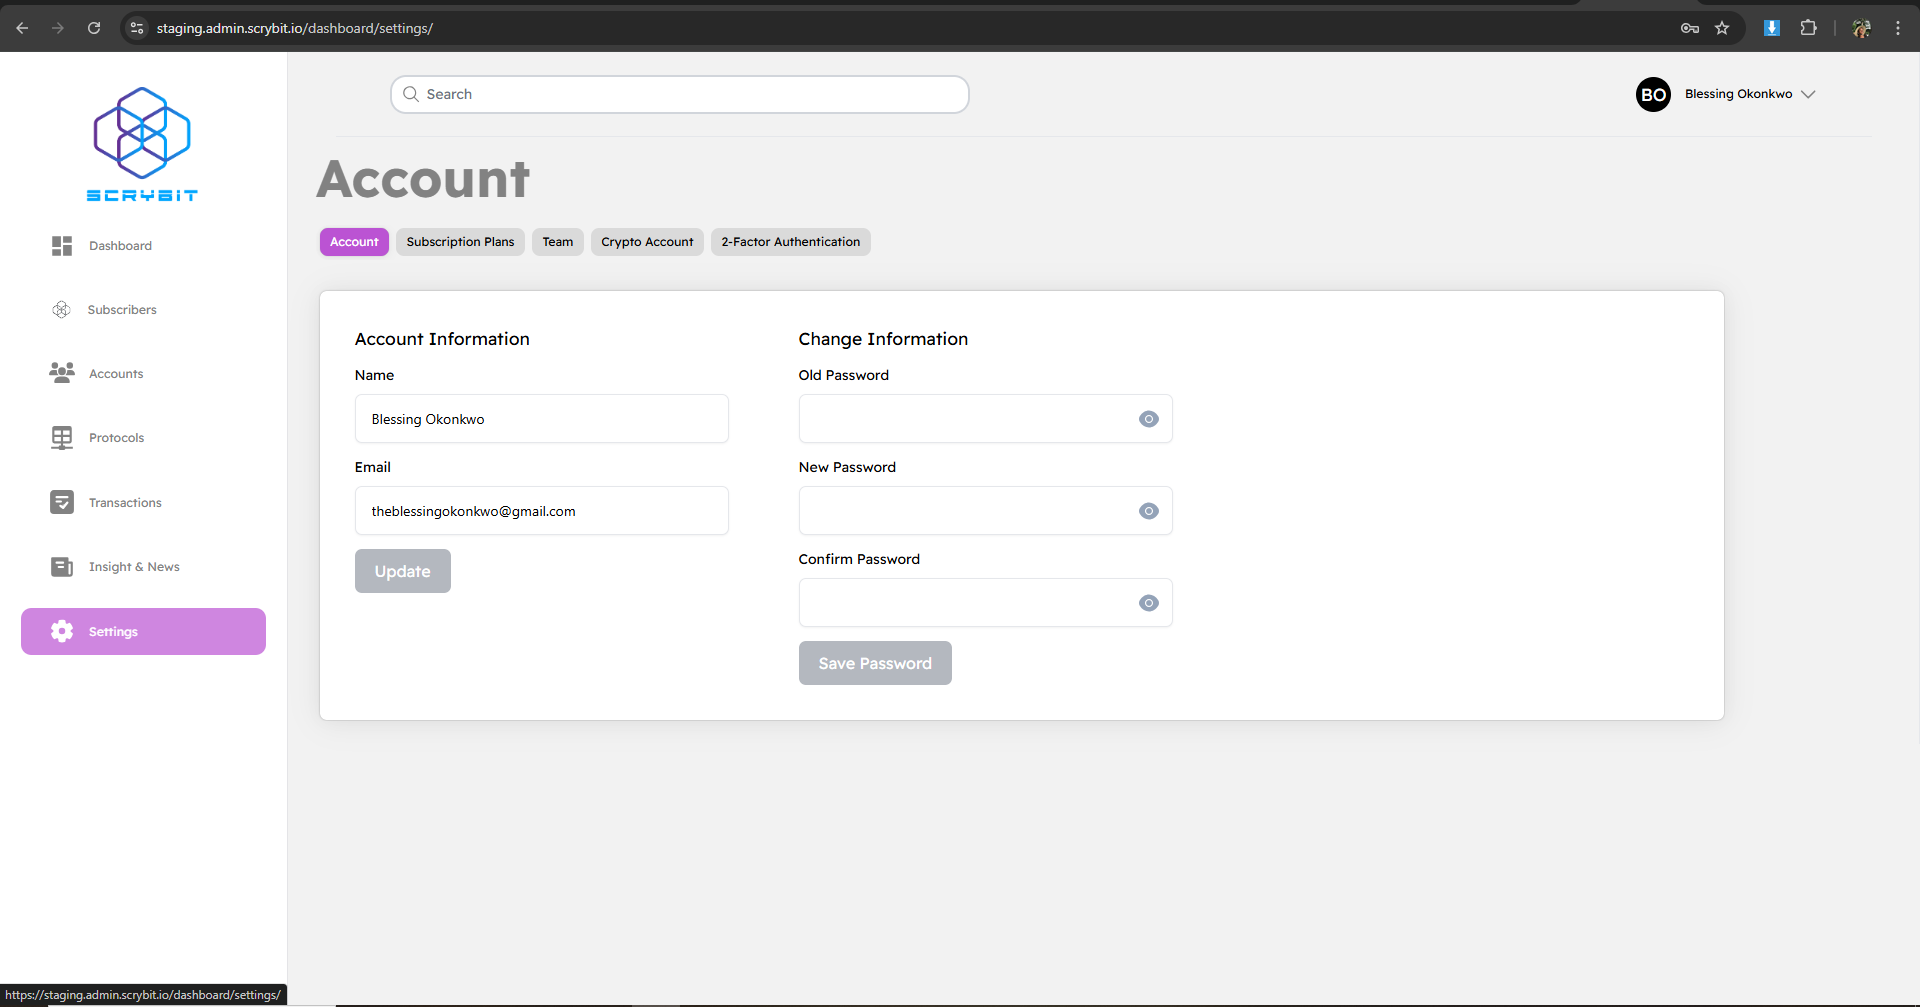 staging.admin.scrybit.io/dashboard/settings/
SCRYBIT
Search
BO
Blessing Okonkwo
Dashboard
Subscribers
Accounts
Protocols
Transactions
Insight & News
Settings
Account
Account
Subscription Plans
Team
Crypto Account
2-Factor Authentication
Account Information
Name
Blessing Okonkwo
Email
theblessingokonkwo@gmail.com
Update
Change Information
Old Password
New Password
Confirm Password
Save Password
https://staging.admin.scrybit.io/dashboard/settings/